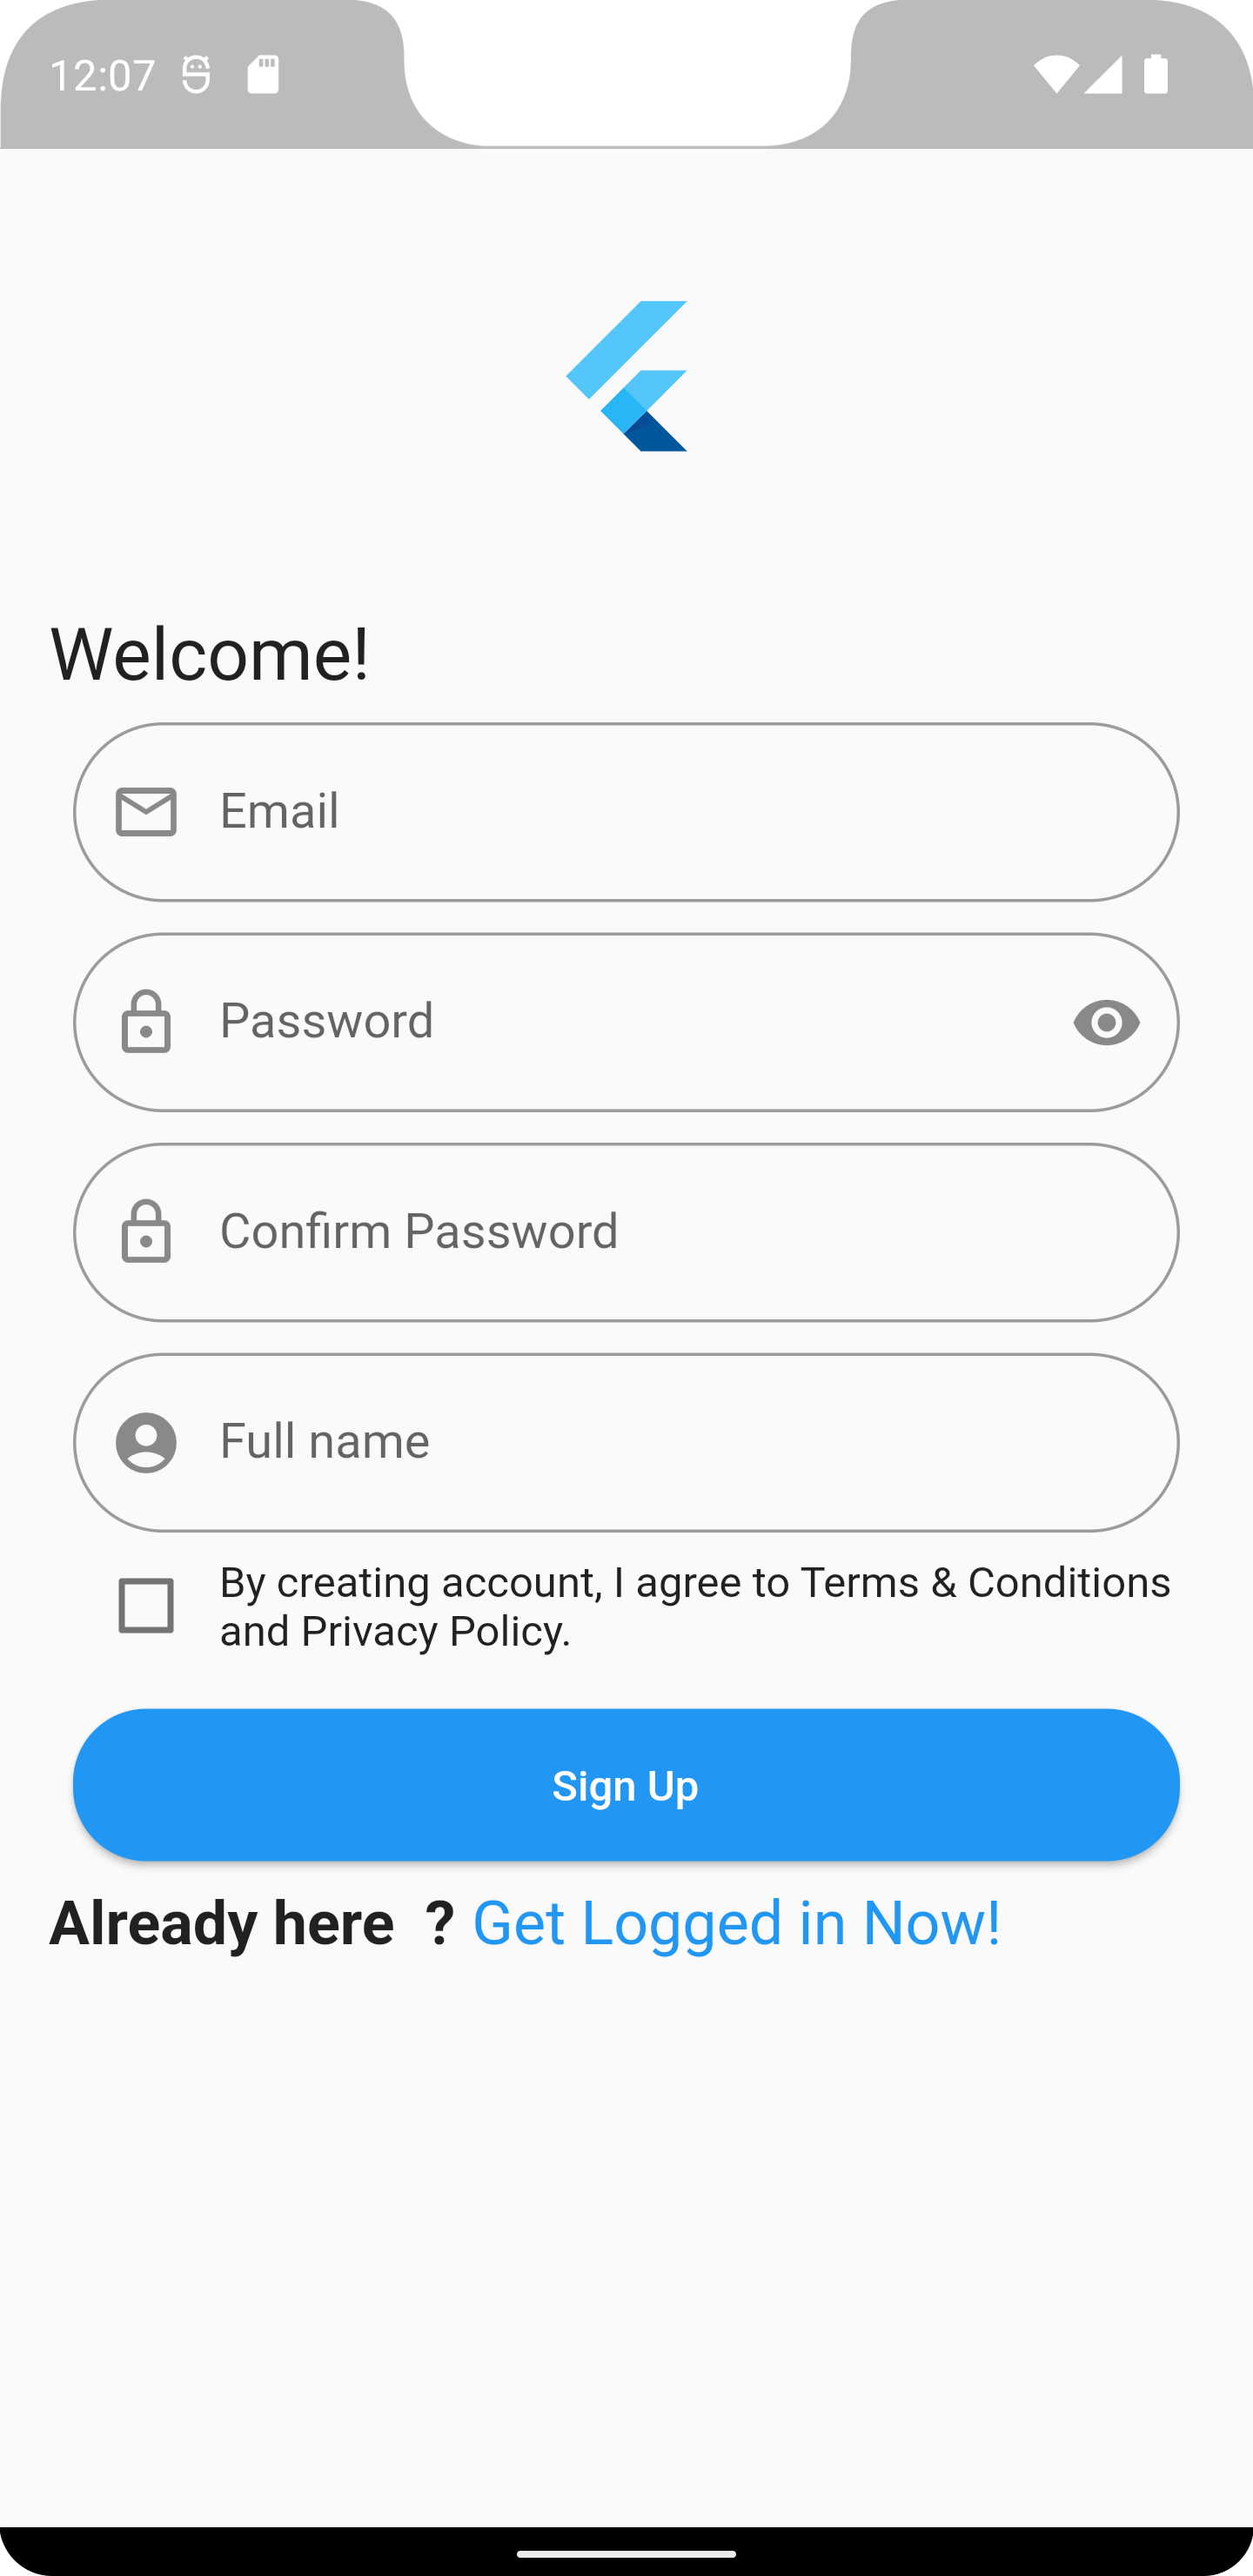 12:07
Welcome!
Email
Password
Confirm Password
Full name
By creating account, I agree to Terms & Conditions
and Privacy Policy.
Sign Up
Already here  ? Get Logged in Now!